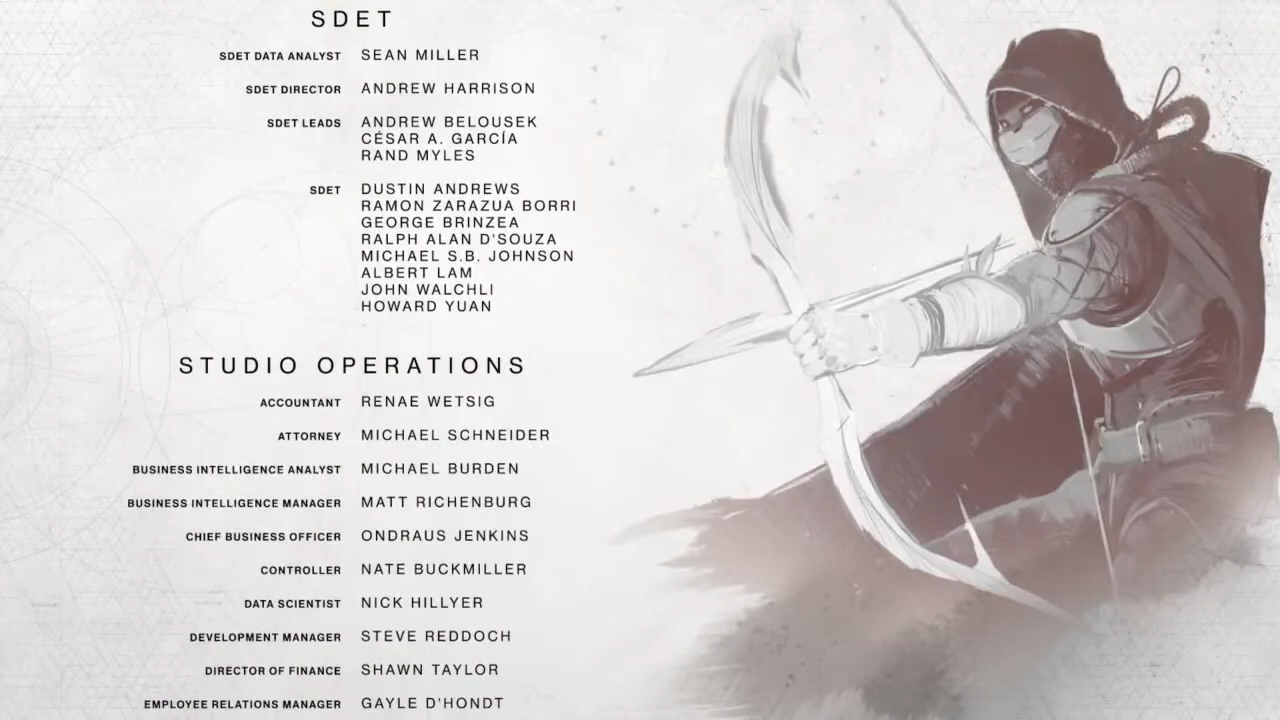 SDET
SDET DATA ANALYST SEAN MILLER
SDET DIRECTOR ANDREW HARRISON
SDET LEADS ANDREW BELOUSEK
CÉSAR A. GARCÍA
RAND MYLES
SDET DUSTIN ANDREWS
RAMON ZARAZUA BORRI
GEORGE BRINZEA
RALPH ALAN D'SOUZA
MICHAEL S.B. JOHNSON
ALBERT LAM
JOHN WALCHLI
HOWARD YUAN
STUDIO OPERATIONS
ACCOUNTANT RENAE WETSIG
ATTORNEY MICHAEL SCHNEIDER
BUSINESS INTELLIGENCE ANALYST MICHAEL BURDEN
BUSINESS INTELLIGENCE MANAGER MATT RICHENBURG
CHIEF BUSINESS OFFICER ONDRAUS JENKINS
CONTROLLER NATE BUCKMILLER
DATA SCIENTIST NICK HILLYER
DEVELOPMENT MANAGER STEVE REDDOCH
DIRECTOR OF FINANCE SHAWN TAYLOR
EMPLOYEE RELATIONS MANAGER GAYLE D'HONDT